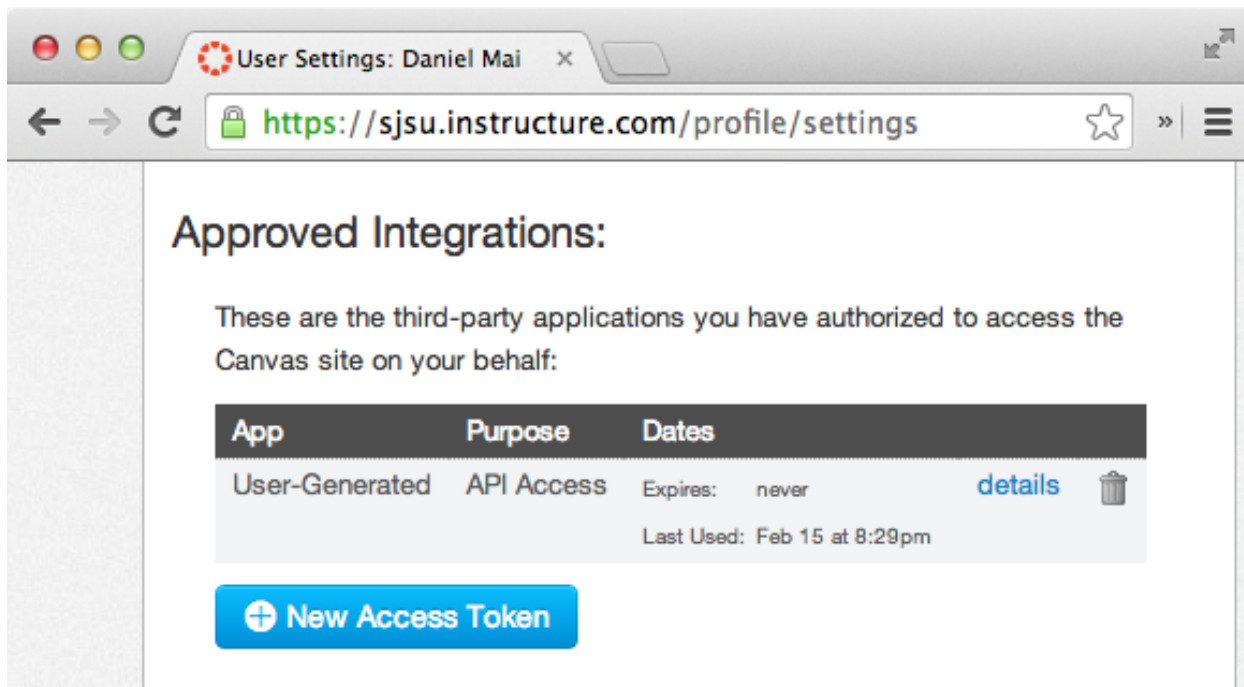 User Settings: Daniel Mai
https://sjsu.instructure.com/profile/settings
Approved Integrations:
These are the third-party applications you have authorized to access the
Canvas site on your behalf:
App Purpose Dates
User-Generated API Access Expires: never details
Last Used: Feb 15 at 8:29pm
New Access Token